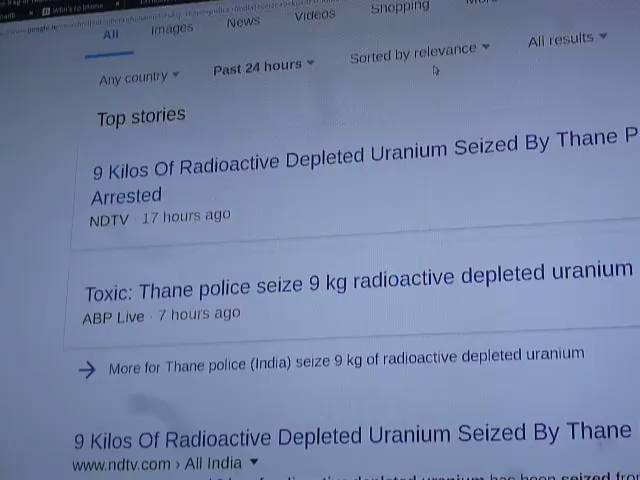 Who's to blame
All Images News Videos Shopping
Any country Past 24 hours Sorted by relevance All results
Top stories
9 Kilos Of Radioactive Depleted Uranium Seized By Thane P
Arrested
NDTV · 17 hours ago
Toxic: Thane police seize 9 kg radioactive depleted uranium
ABP Live · 7 hours ago
→ More for Thane police (India) seize 9 kg of radioactive depleted uranium
9 Kilos Of Radioactive Depleted Uranium Seized By Thane
www.ndtv.com › All India